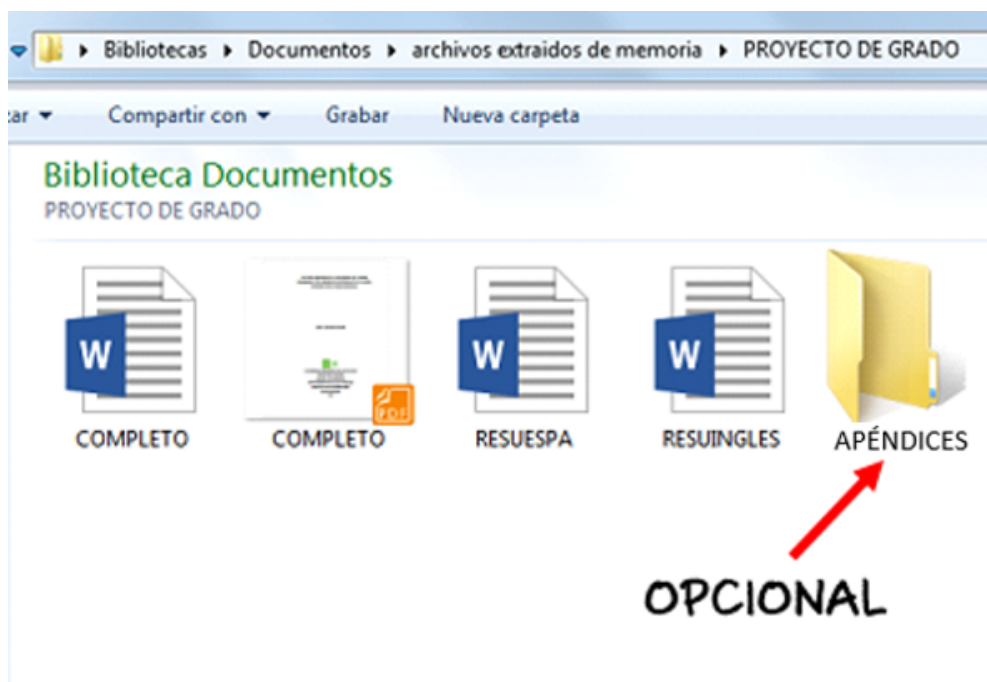 Bibliotecas Documentos archivos extraidos de memoria PROYECTO DE GRADO
Compartir con Grabar Nueva carpeta
Biblioteca Documentos
PROYECTO DE GRADO
W W W
PDF
COMPLETO COMPLETO RESUESPA RESUINGLES APÉNDICES
OPCIONAL